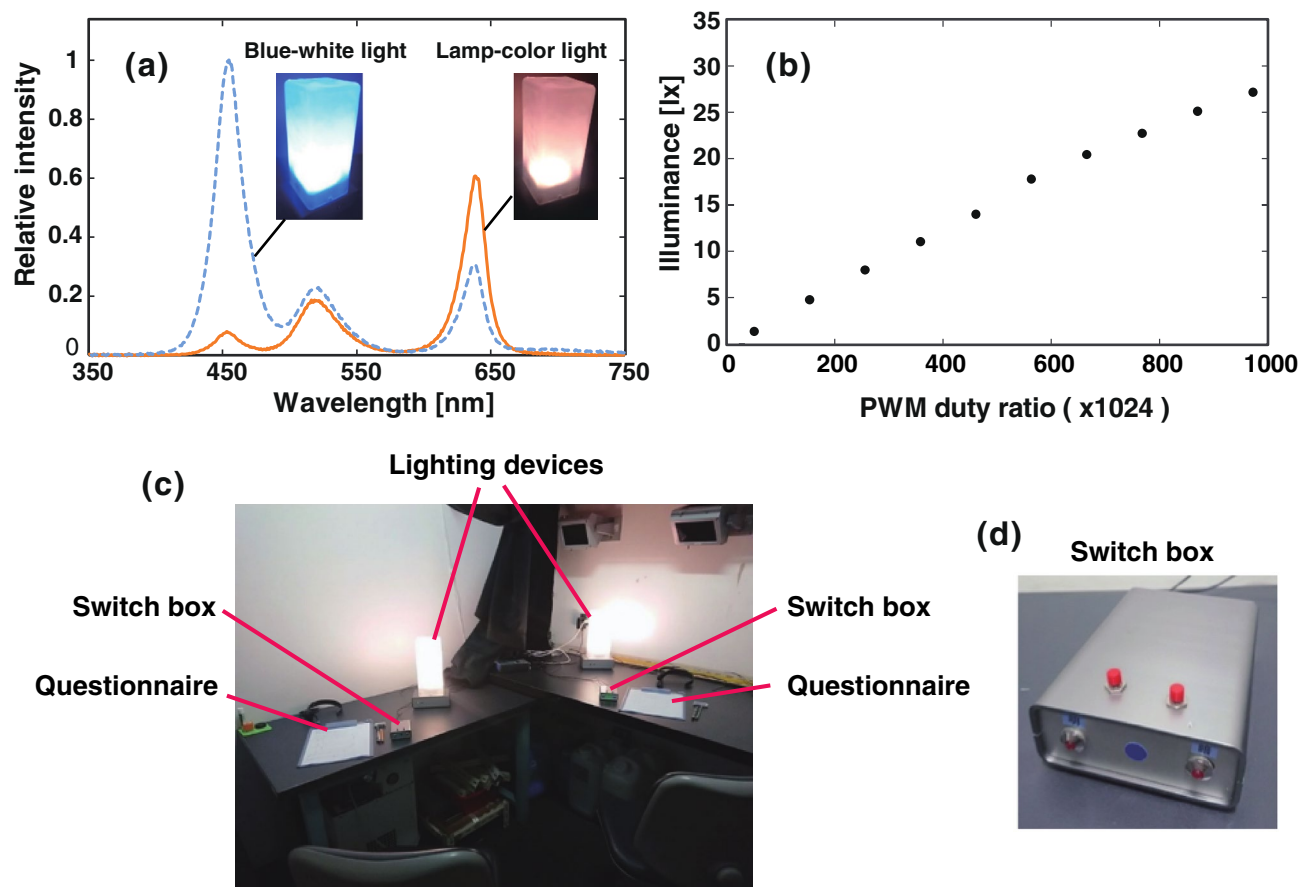 (a)
Blue-white light
Lamp-color light
Relative intensity
1
0.8
0.6
0.4
0.2
0
350
450
550
650
750
Wavelength [nm]
(b)
Illuminance [lx]
35
30
25
20
15
10
5
0
0
200
400
600
800
1000
PWM duty ratio ( x1024 )
(c)
Lighting devices
Switch box
Questionnaire
Switch box
Questionnaire
(d)
Switch box